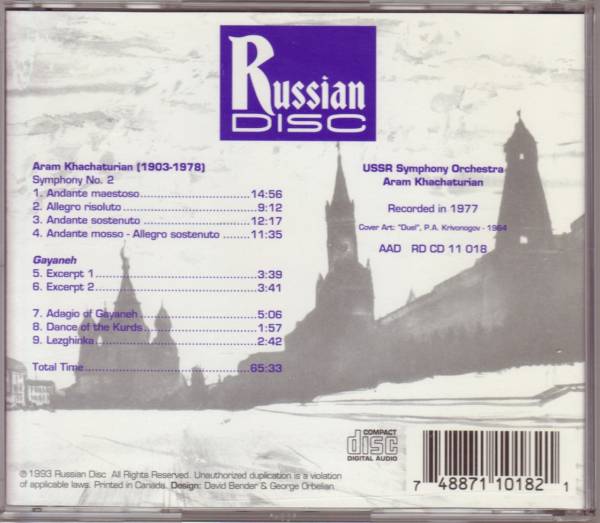 Russian
DISC
Aram Khachaturian (1903-1978)
Symphony No. 2
1. Andante maestoso 14:56
2. Allegro risoluto 9:12
3. Andante sostenuto 12:17
4. Andante mosso - Allegro sostenuto 11:35
Gayaneh
5. Excerpt 1 3:39
6. Excerpt 2 3:41
7. Adagio of Gayaneh 5:06
8. Dance of the Kurds 1:57
9. Lezghinka 2:42
Total Time 65:33
USSR Symphony Orchestra
Aram Khachaturian
Recorded in 1977
Cover Art: "Duel", P.A. Krivonogov - 1964
AAD RD CD 11 018
COMPACT
disc
DIGITAL AUDIO
℗ 1993 Russian Disc All Rights Reserved. Unauthorized duplication is a violation
of applicable laws. Printed in Canada. Design: David Bender & George Orbelian.
7 48871 10182 1